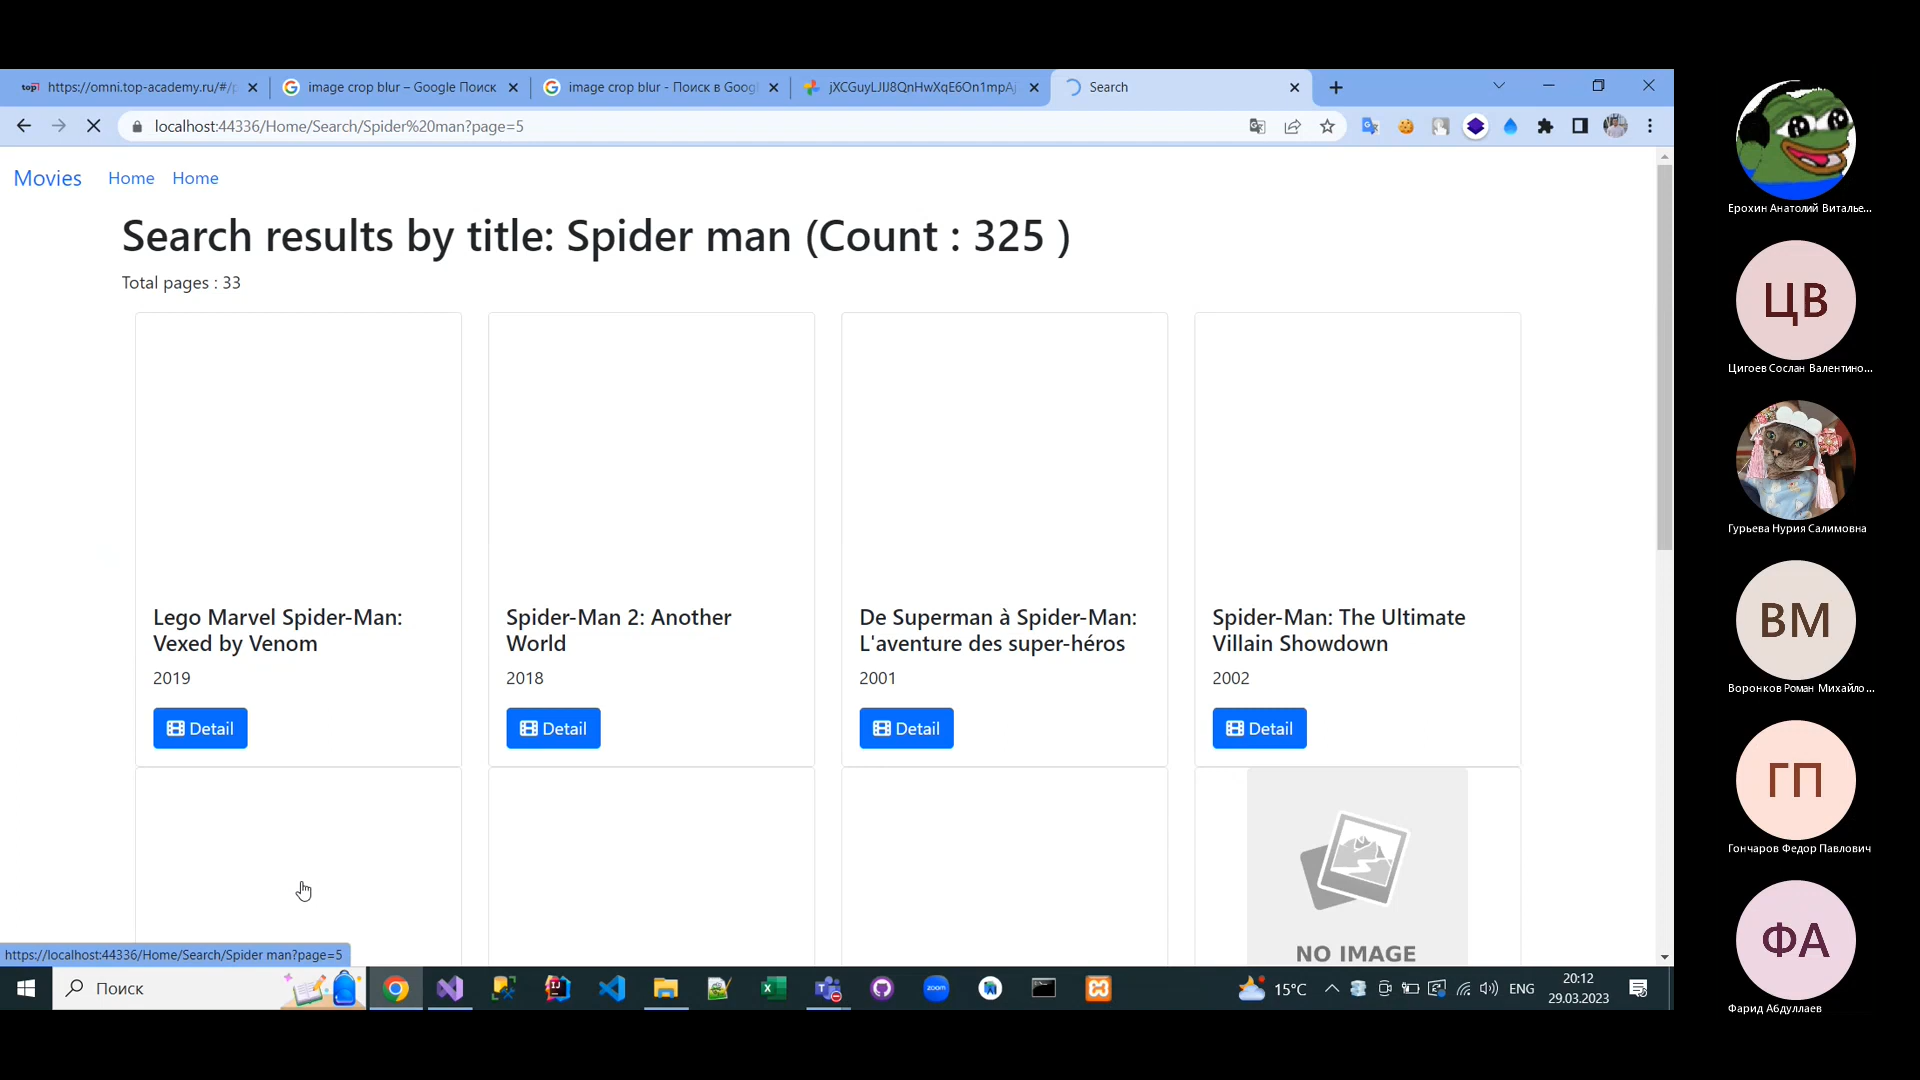 https://omni.top-academy.ru/#/p
image crop blur – Google Поиск
image crop blur - Поиск в Goog
Search
localhost:44336/Home/Search/Spider%20man?page=5
Movies
Home
Home
Search results by title: Spider man (Count : 325 )
Total pages : 33
Lego Marvel Spider-Man:
Vexed by Venom
2019
Detail
Spider-Man 2: Another
World
2018
Detail
De Superman à Spider-Man:
L'aventure des super-héros
2001
Detail
Spider-Man: The Ultimate
Villain Showdown
2002
Detail
NO IMAGE
https://localhost:44336/Home/Search/Spider man?page=5
Поиск
zoom
15°C
ENG
20:12
29.03.2023
Ерохин Анатолий Виталье...
ЦВ
Цигоев Сослан Валентино...
Гурьева Нурия Салимовна
ВМ
Воронков Роман Михайло...
ГП
Гончаров Федор Павлович
ФА
Фарид Абдуллаев